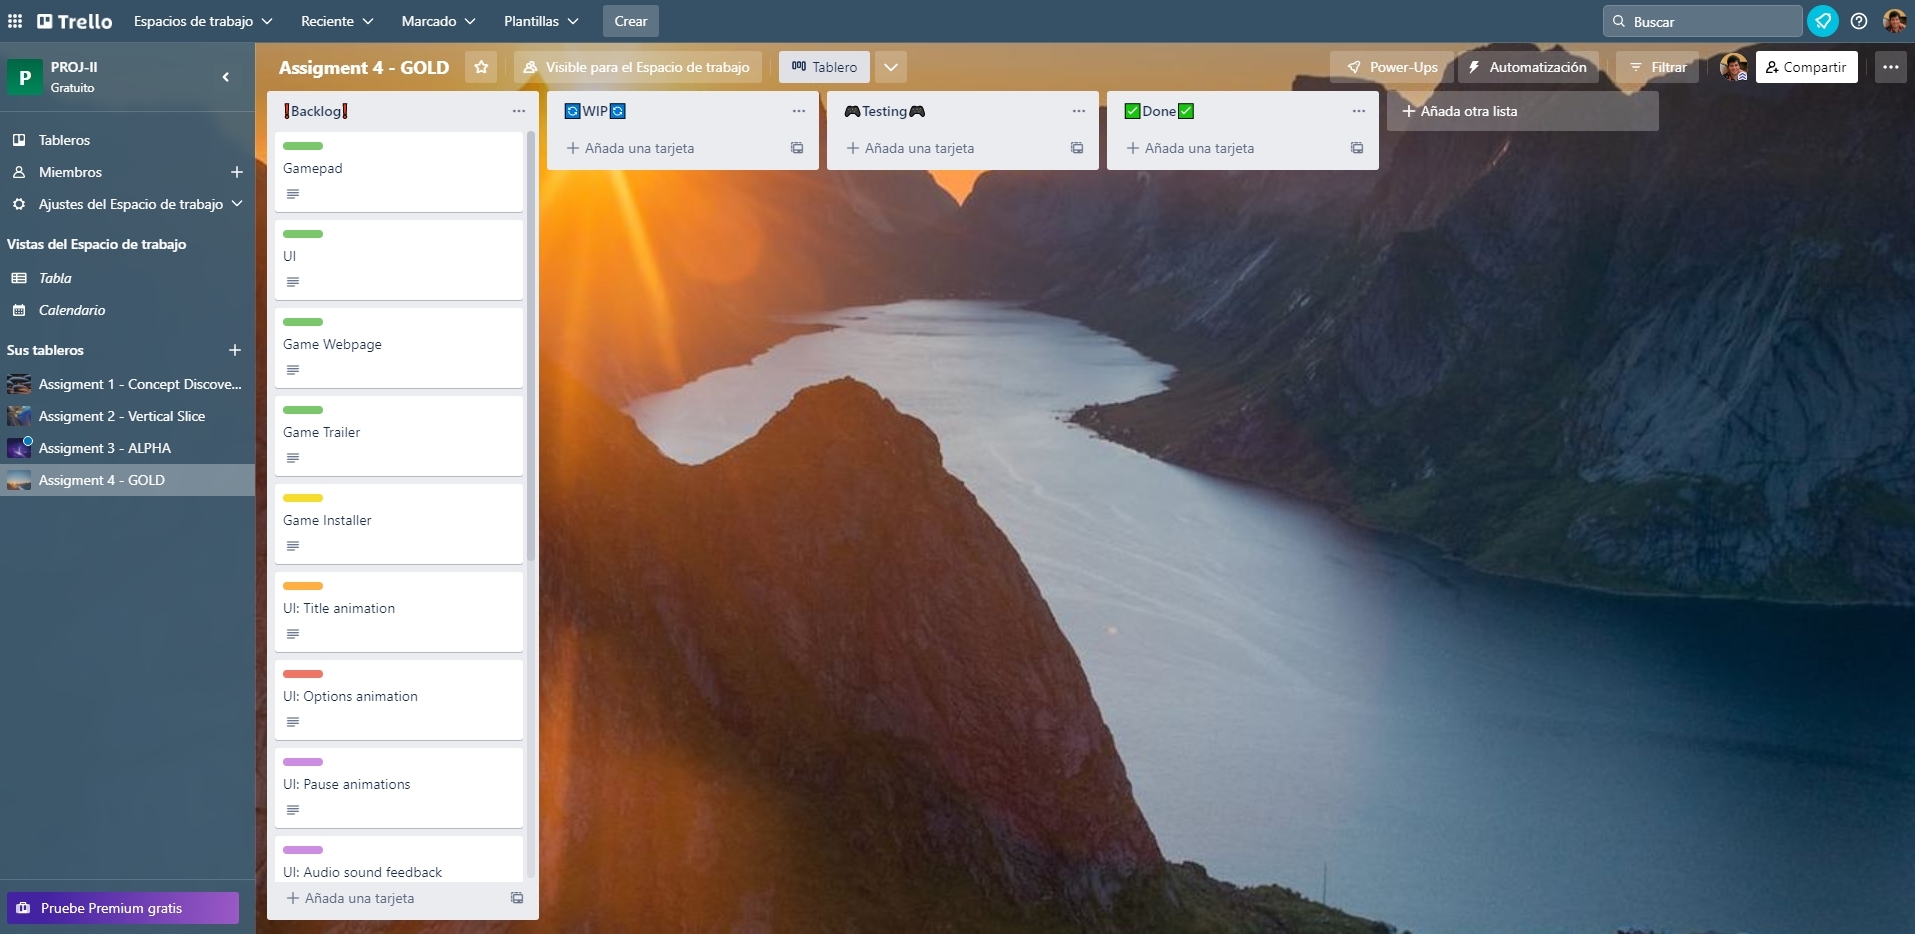 Trello
Espacios de trabajo
Reciente
Marcado
Plantillas
Crear
Buscar
P
PROJ-II
Gratuito
Tableros
Miembros
Ajustes del Espacio de trabajo
Vistas del Espacio de trabajo
Tabla
Calendario
Sus tableros
Assigment 1 - Concept Discove...
Assigment 2 - Vertical Slice
Assigment 3 - ALPHA
Assigment 4 - GOLD
Pruebe Premium gratis
Assigment 4 - GOLD
Visible para el Espacio de trabajo
Tablero
Power-Ups
Automatización
Filtrar
Compartir
❗Backlog❗
Gamepad
UI
Game Webpage
Game Trailer
Game Installer
UI: Title animation
UI: Options animation
UI: Pause animations
UI: Audio sound feedback
Añada una tarjeta
🔄WIP🔄
Añada una tarjeta
🎮Testing🎮
Añada una tarjeta
✅Done✅
Añada una tarjeta
Añada otra lista